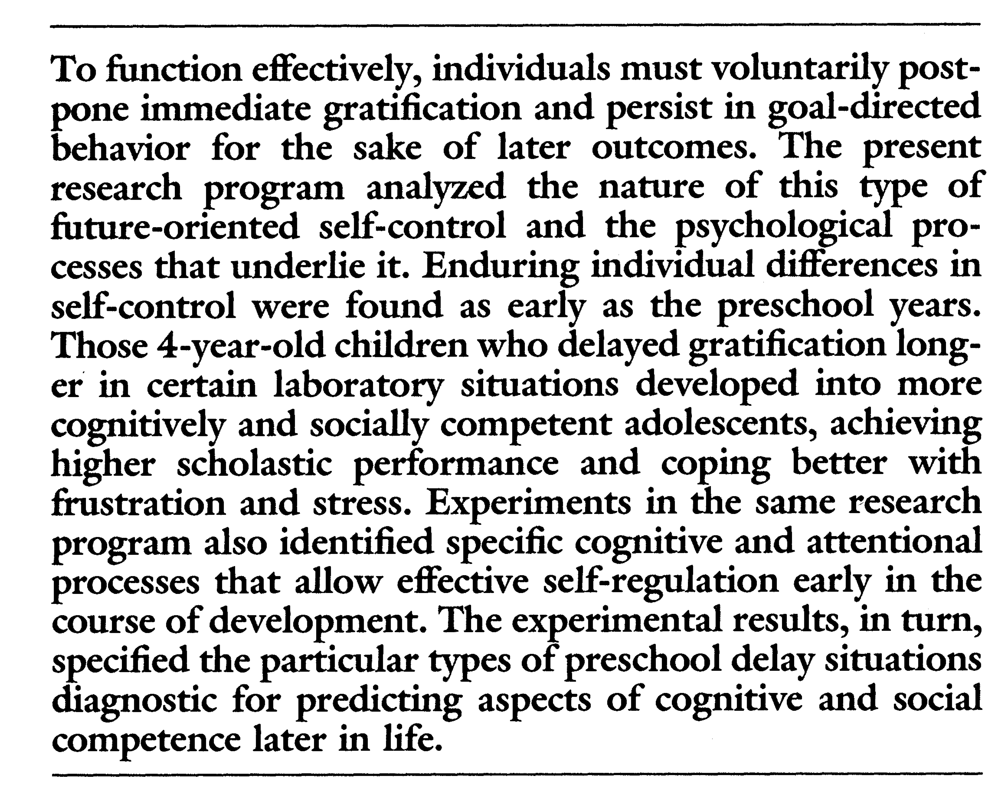 To function effectively, individuals must voluntarily post-
pone immediate gratification and persist in goal-directed
behavior for the sake of later outcomes. The present
research program analyzed the nature of this type of
future-oriented self-control and the psychological pro-
cesses that underlie it. Enduring individual differences in
self-control were found as early as the preschool years.
Those 4-year-old children who delayed gratification long-
er in certain laboratory situations developed into more
cognitively and socially competent adolescents, achieving
higher scholastic performance and coping better with
frustration and stress. Experiments in the same research
program also identified specific cognitive and attentional
processes that allow effective self-regulation early in the
course of development. The experimental results, in turn,
specified the particular types of preschool delay situations
diagnostic for predicting aspects of cognitive and social
competence later in life.